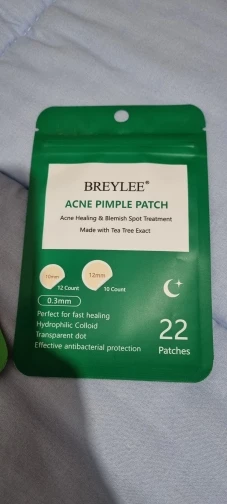 BREYLEE®
ACNE PIMPLE PATCH
Acne Healing & Blemish Spot Treatment
Made with Tea Tree Exact
10mm 12 Count
12mm 10 Count
0.3mm
Perfect for fast healing
Hydrophilic Colloid
Transparent dot
Effective antibacterial protection
22
Patches